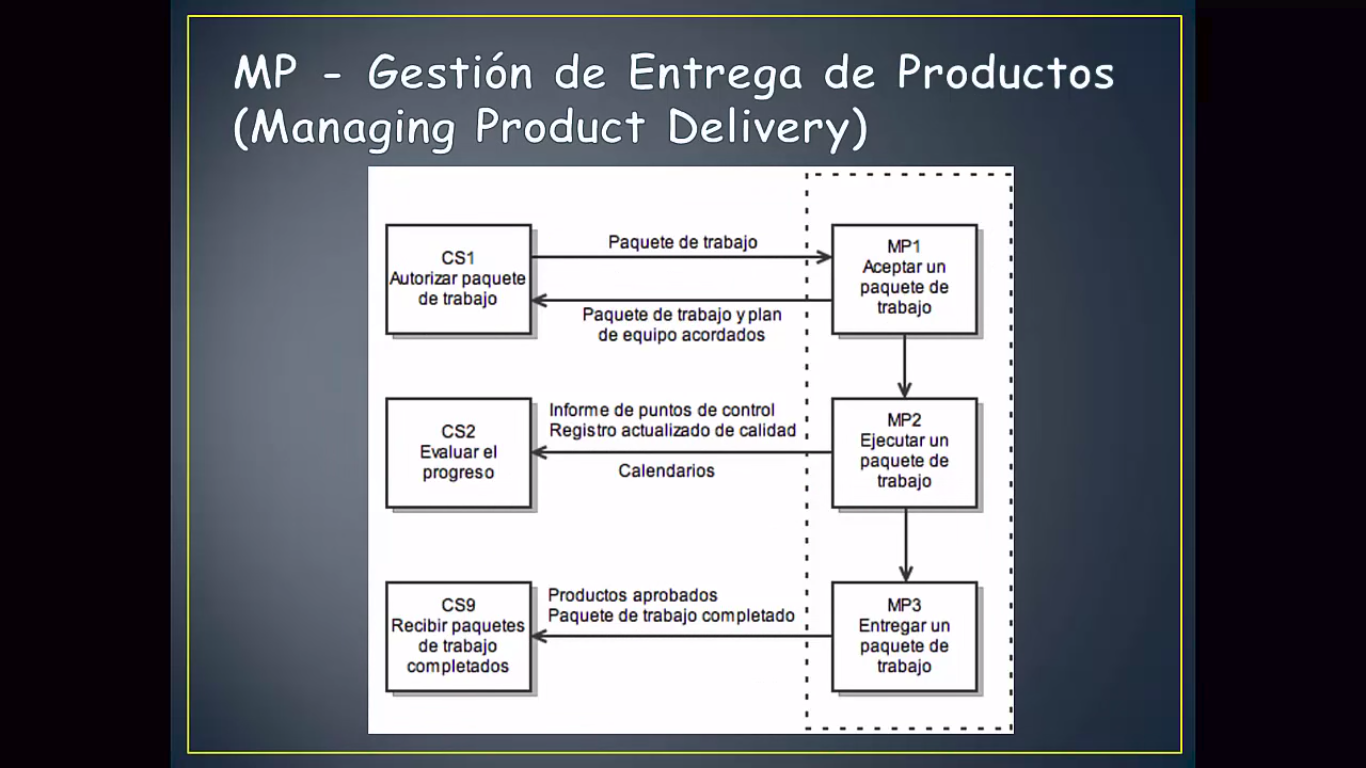 MP - Gestión de Entrega de Productos
(Managing Product Delivery)
CS1
Autorizar paquete
de trabajo
Paquete de trabajo
Paquete de trabajo y plan
de equipo acordados
MP1
Aceptar un
paquete de
trabajo
CS2
Evaluar el
progreso
Informe de puntos de control
Registro actualizado de calidad
Calendarios
MP2
Ejecutar un
paquete de
trabajo
CS9
Recibir paquetes
de trabajo
completados
Productos aprobados
Paquete de trabajo completado
MP3
Entregar un
paquete de
trabajo